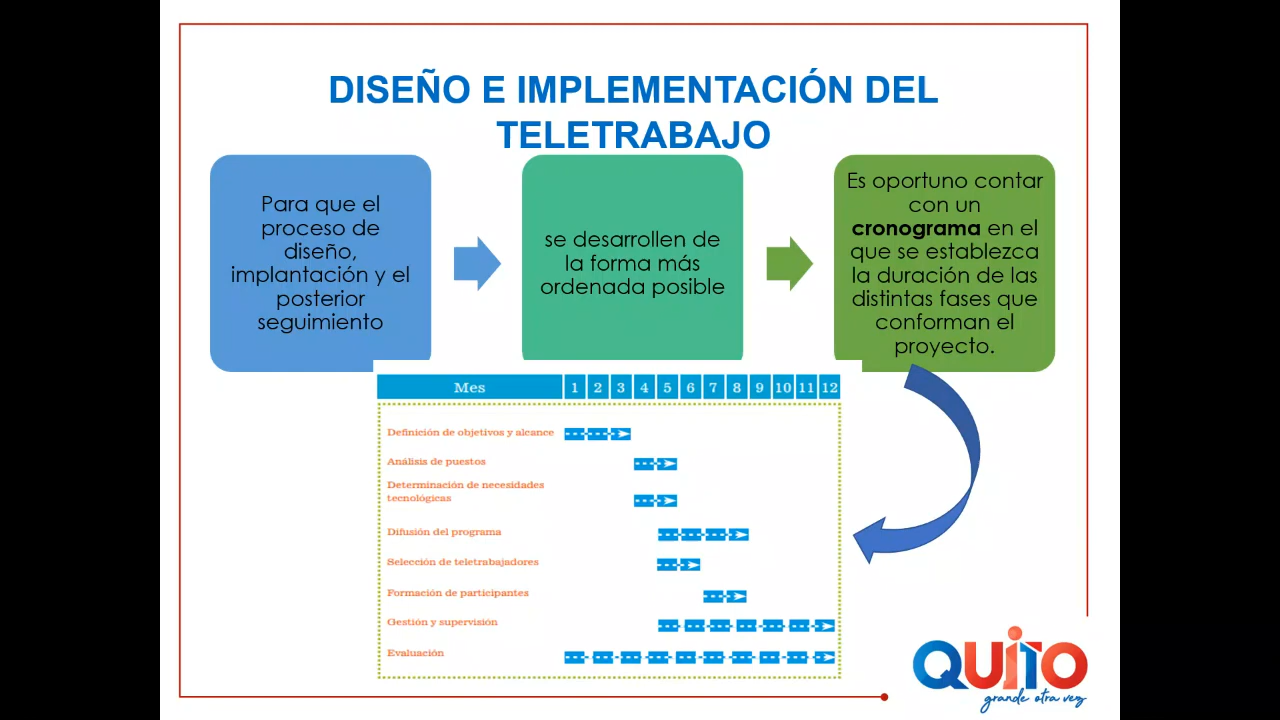 DISEÑO E IMPLEMENTACIÓN DEL
TELETRABAJO
Para que el
proceso de
diseño,
implantación y el
posterior
seguimiento
se desarrollen de
la forma más
ordenada posible
Es oportuno contar
con un
cronograma en el
que se establezca
la duración de las
distintas fases que
conforman el
proyecto.
Mes 1 2 3 4 5 6 7 8 9 10 11 12
Definición de objetivos y alcance
Análisis de puestos
Determinación de necesidades
tecnológicas
Difusión del programa
Selección de teletrabajadores
Formación de participantes
Gestión y supervisión
Evaluación
QUITO
grande otra vez